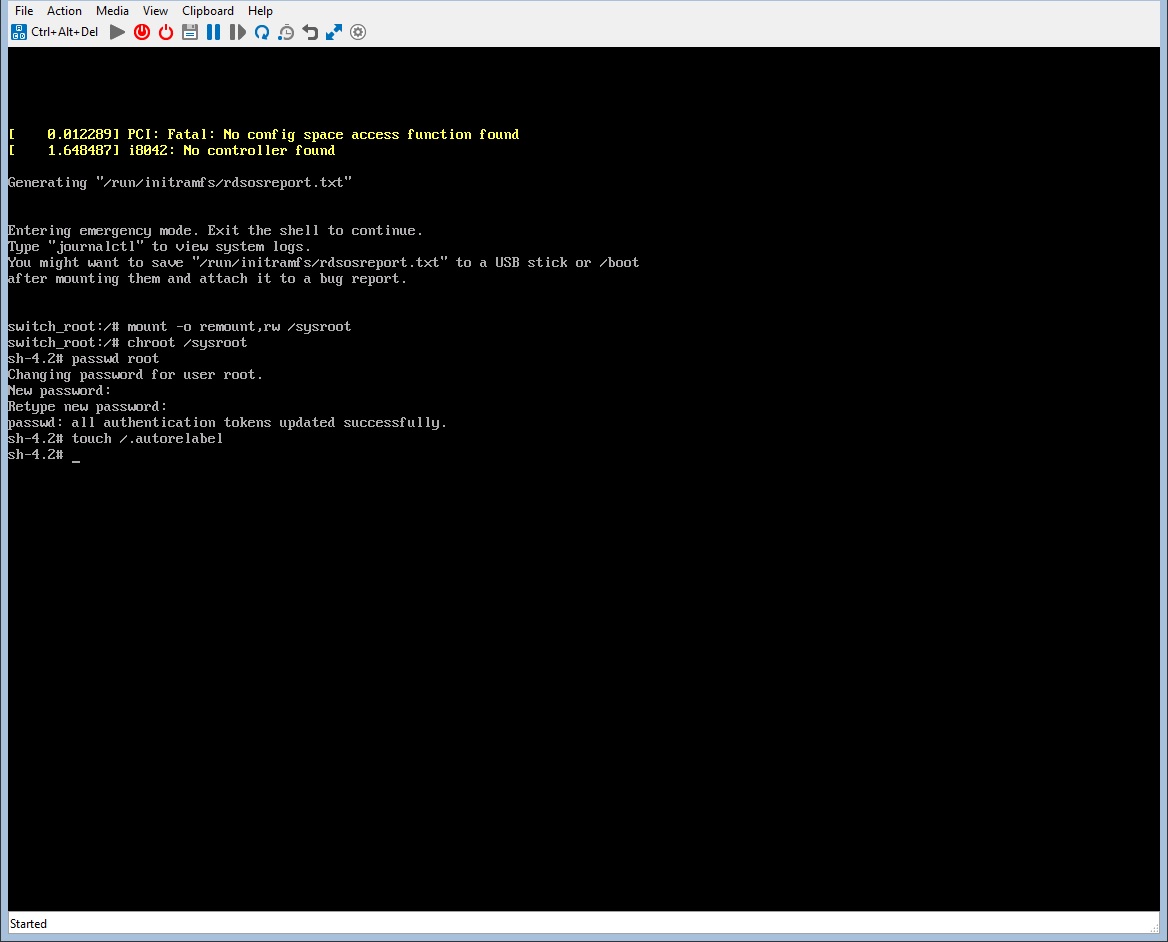 File Action Media View Clipboard Help
Ctrl+Alt+Del
[    0.012289] PCI: Fatal: No config space access function found
[    1.648487] i8042: No controller found
Generating "/run/initramfs/rdsosreport.txt"
Entering emergency mode. Exit the shell to continue.
Type "journalctl" to view system logs.
You might want to save "/run/initramfs/rdsosreport.txt" to a USB stick or /boot
after mounting them and attach it to a bug report.
switch_root:/# mount -o remount,rw /sysroot
switch_root:/# chroot /sysroot
sh-4.2# passwd root
Changing password for user root.
New password:
Retype new password:
passwd: all authentication tokens updated successfully.
sh-4.2# touch /.autorelabel
sh-4.2# _
Started